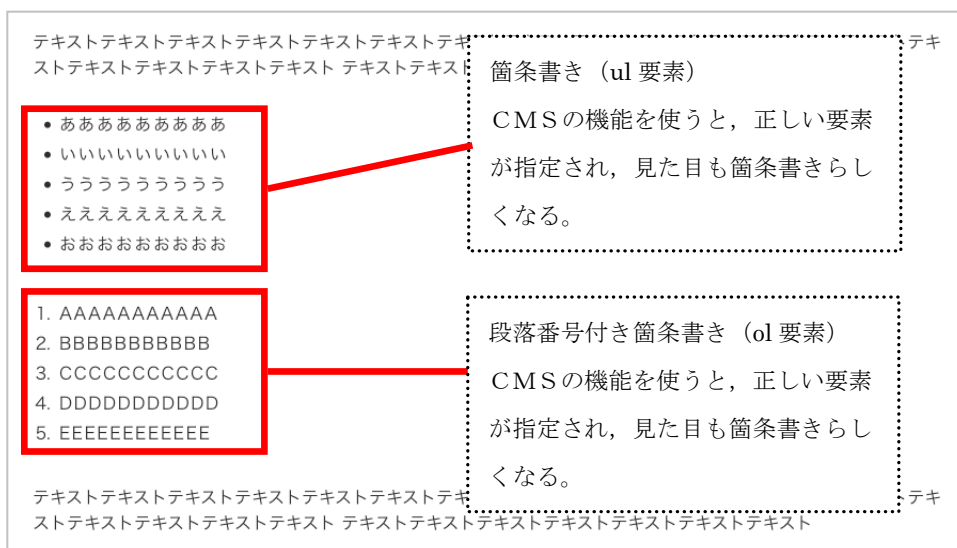 テキストテキストテキストテキストテキストテキストテキ
テキ
ストテキストテキストテキストテキスト テキストテキスト
箇条書き（ul 要素）
ＣＭＳの機能を使うと，正しい要素
が指定され，見た目も箇条書きらし
くなる。
• あああああああああ
• いいいいいいいいい
• ううううううううう
• えええええええええ
• おおおおおおおおお
段落番号付き箇条書き（ol 要素）
ＣＭＳの機能を使うと，正しい要素
が指定され，見た目も箇条書きらし
くなる。
1. AAAAAAAAAAA
2. BBBBBBBBBBB
3. CCCCCCCCCCC
4. DDDDDDDDDDD
5. EEEEEEEEEEEE
テキストテキストテキストテキストテキストテキストテキ
テキ
ストテキストテキストテキストテキスト テキストテキストテキストテキストテキストテキストテキスト